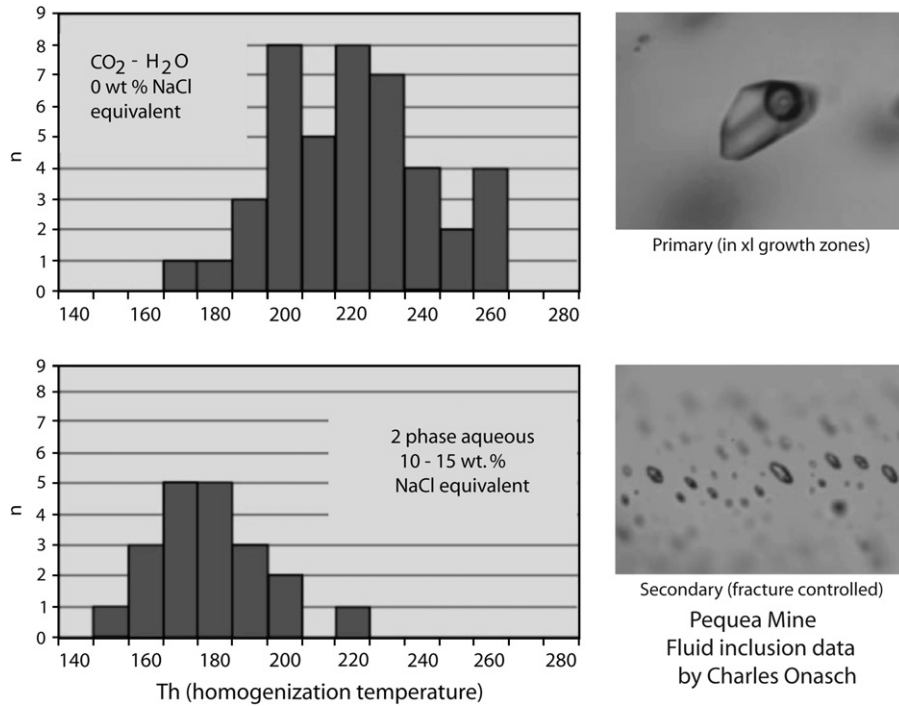 9
8
7
6
5
4
3
2
1
0
n
CO2 - H2O
0 wt % NaCl
equivalent
140 160 180 200 220 240 260 280
Primary (in xl growth zones)
9
8
7
6
5
4
3
2
1
0
n
2 phase aqueous
10 - 15 wt. %
NaCl equivalent
140 160 180 200 220 240 260 280
Th (homogenization temperature)
Secondary (fracture controlled)
Pequea Mine
Fluid inclusion data
by Charles Onasch